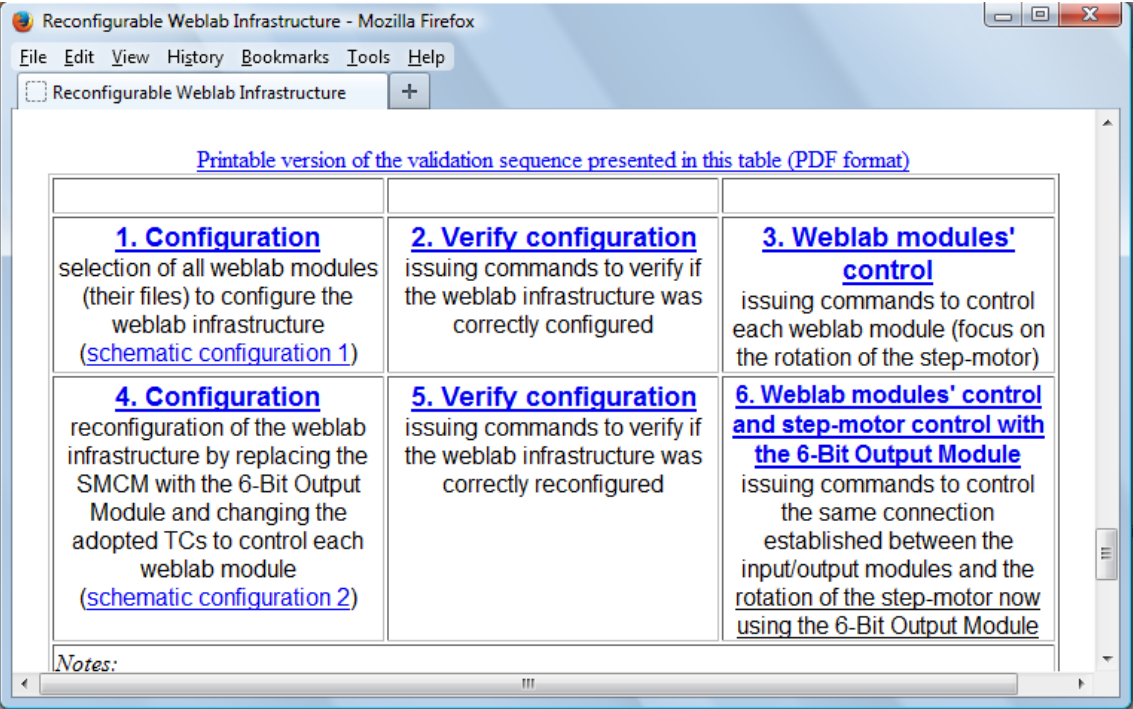 Reconfigurable Weblab Infrastructure - Mozilla Firefox
File Edit View History Bookmarks Tools Help
Reconfigurable Weblab Infrastructure
Printable version of the validation sequence presented in this table (PDF format)
1. Configuration
selection of all weblab modules
(their files) to configure the
weblab infrastructure
(schematic configuration 1)
2. Verify configuration
issuing commands to verify if
the weblab infrastructure was
correctly configured
3. Weblab modules'
control
issuing commands to control
each weblab module (focus on
the rotation of the step-motor)
4. Configuration
reconfiguration of the weblab
infrastructure by replacing the
SMCM with the 6-Bit Output
Module and changing the
adopted TCs to control each
weblab module
(schematic configuration 2)
5. Verify configuration
issuing commands to verify if
the weblab infrastructure was
correctly reconfigured
6. Weblab modules' control
and step-motor control with
the 6-Bit Output Module
issuing commands to control
the same connection
established between the
input/output modules and the
rotation of the step-motor now
using the 6-Bit Output Module
Notes: